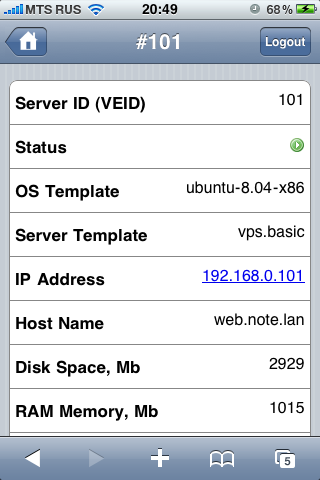 MTS RUS 20:49 68%
#101 Logout
Server ID (VEID) 101
Status
OS Template ubuntu-8.04-x86
Server Template vps.basic
IP Address 192.168.0.101
Host Name web.note.lan
Disk Space, Mb 2929
RAM Memory, Mb 1015
5